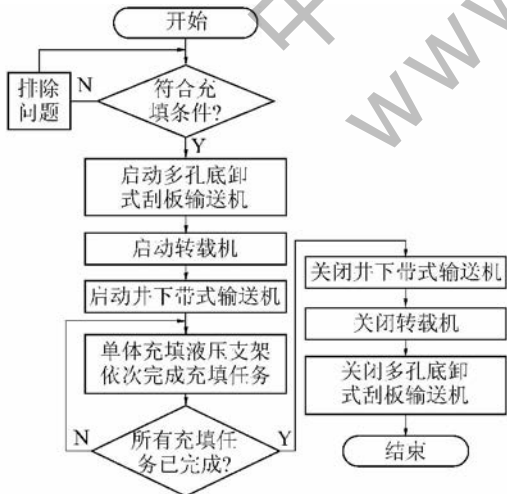 开始
排除
问题
N
符合充
填条件?
Y
启动多孔底卸
式刮板输送机
启动转载机
启动井下带式输送机
单体充填液压支架
依次完成充填任务
N
所有充填任
务已完成?
Y
关闭井下带式输送机
关闭转载机
关闭多孔底卸
式刮板输送机
结束
中
WWW